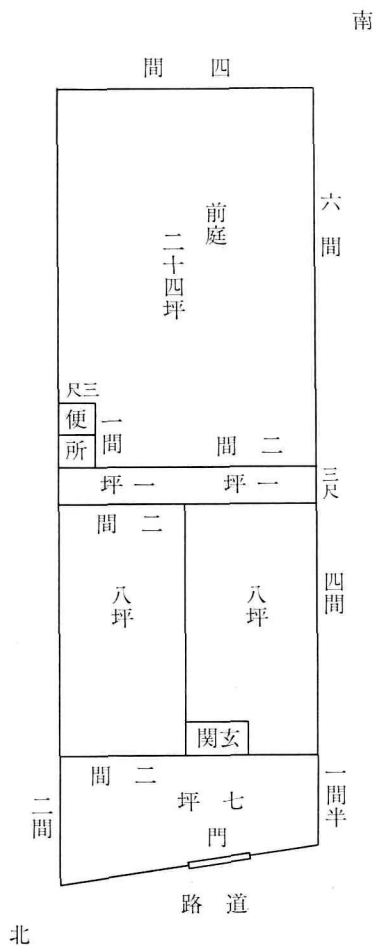 南
四間
六間
前庭
二十四坪
三尺
便所
一間
二間
三尺
一坪
一坪
二間
四間
八坪
八坪
玄関
二間
一間半
七坪
二間
門
道路
北